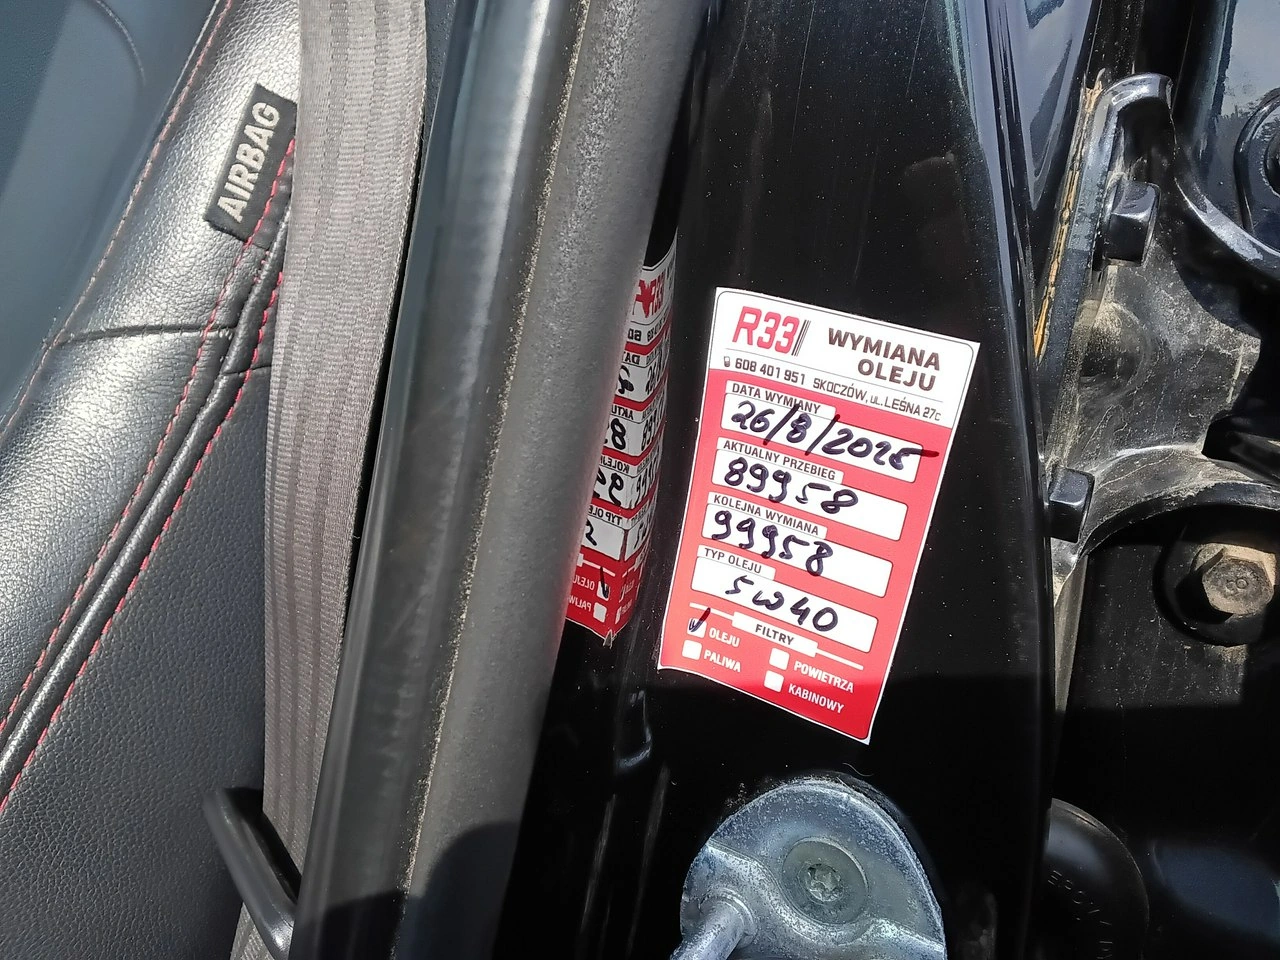 AIRBAG
R33 WYMIANA
OLEJU
608 401 951 SKOCZÓW, UL. LEŚNA 27C
DATA WYMIANY
26/8/2025
AKTUALNY PRZEBIEG
89958
KOLEJNA WYMIANA
99958
TYP OLEJU
5W40
FILTRY
OLEJU
POWIETRZA
PALIWA
KABINOWY